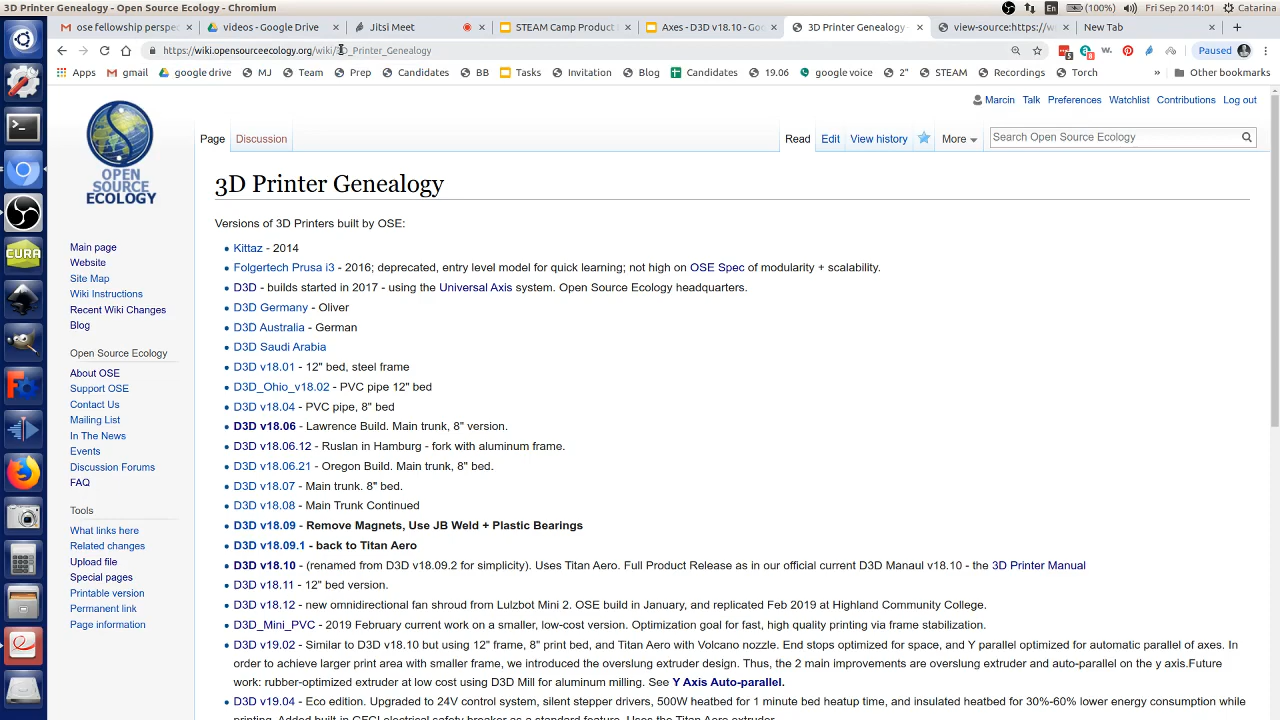 3D Printer Genealogy - Open Source Ecology - Chromium
En (100%) Fri Sep 20 14:01 Catarina
ose fellowship perspe
videos - Google Drive
Jitsi Meet
STEAM Camp Product
Axes - D3D v18.10 - Goo
3D Printer Genealogy
view-source:https://w
New Tab
https://wiki.opensourceecology.org/wiki/3D_Printer_Genealogy
Paused
Apps gmail google drive MJ Team Prep Candidates BB Tasks Invitation Blog Candidates 19.06 google voice 2" STEAM Recordings Torch » Other bookmarks
Marcin Talk Preferences Watchlist Contributions Log out
Page Discussion Read Edit View history More Search Open Source Ecology
OPEN
SOURCE
ECOLOGY
Main page
Website
Site Map
Wiki Instructions
Recent Wiki Changes
Blog
Open Source Ecology
About OSE
Support OSE
Contact Us
Mailing List
In The News
Events
Discussion Forums
FAQ
Tools
What links here
Related changes
Upload file
Special pages
Printable version
Permanent link
Page information
CURA
3D Printer Genealogy
Versions of 3D Printers built by OSE:
Kittaz - 2014
Folgertech Prusa i3 - 2016; deprecated, entry level model for quick learning; not high on OSE Spec of modularity + scalability.
D3D - builds started in 2017 - using the Universal Axis system. Open Source Ecology headquarters.
D3D Germany - Oliver
D3D Australia - German
D3D Saudi Arabia
D3D v18.01 - 12" bed, steel frame
D3D_Ohio_v18.02 - PVC pipe 12" bed
D3D v18.04 - PVC pipe, 8" bed
D3D v18.06 - Lawrence Build. Main trunk, 8" version.
D3D v18.06.12 - Ruslan in Hamburg - fork with aluminum frame.
D3D v18.06.21 - Oregon Build. Main trunk, 8" bed.
D3D v18.07 - Main trunk. 8" bed.
D3D v18.08 - Main Trunk Continued
D3D v18.09 - Remove Magnets, Use JB Weld + Plastic Bearings
D3D v18.09.1 - back to Titan Aero
D3D v18.10 - (renamed from D3D v18.09.2 for simplicity). Uses Titan Aero. Full Product Release as in our official current D3D Manaul v18.10 - the 3D Printer Manual
D3D v18.11 - 12" bed version.
D3D v18.12 - new omnidirectional fan shroud from Lulzbot Mini 2. OSE build in January, and replicated Feb 2019 at Highland Community College.
D3D_Mini_PVC - 2019 February current work on a smaller, low-cost version. Optimization goal for fast, high quality printing via frame stabilization.
D3D v19.02 - Similar to D3D v18.10 but using 12" frame, 8" print bed, and Titan Aero with Volcano nozzle. End stops optimized for space, and Y parallel optimized for automatic parallel of axes. In
order to achieve larger print area with smaller frame, we introduced the overslung extruder design. Thus, the 2 main improvements are overslung extruder and auto-parallel on the y axis.Future
work: rubber-optimized extruder at low cost using D3D Mill for aluminum milling. See Y Axis Auto-parallel.
D3D v19.04 - Eco edition. Upgraded to 24V control system, silent stepper drivers, 500W heatbed for 1 minute bed heatup time, and insulated heatbed for 30%-60% lower energy consumption while
printing. Added built in GFCI electrical safety breaker as a standard feature. Uses the Titan Aero extruder.